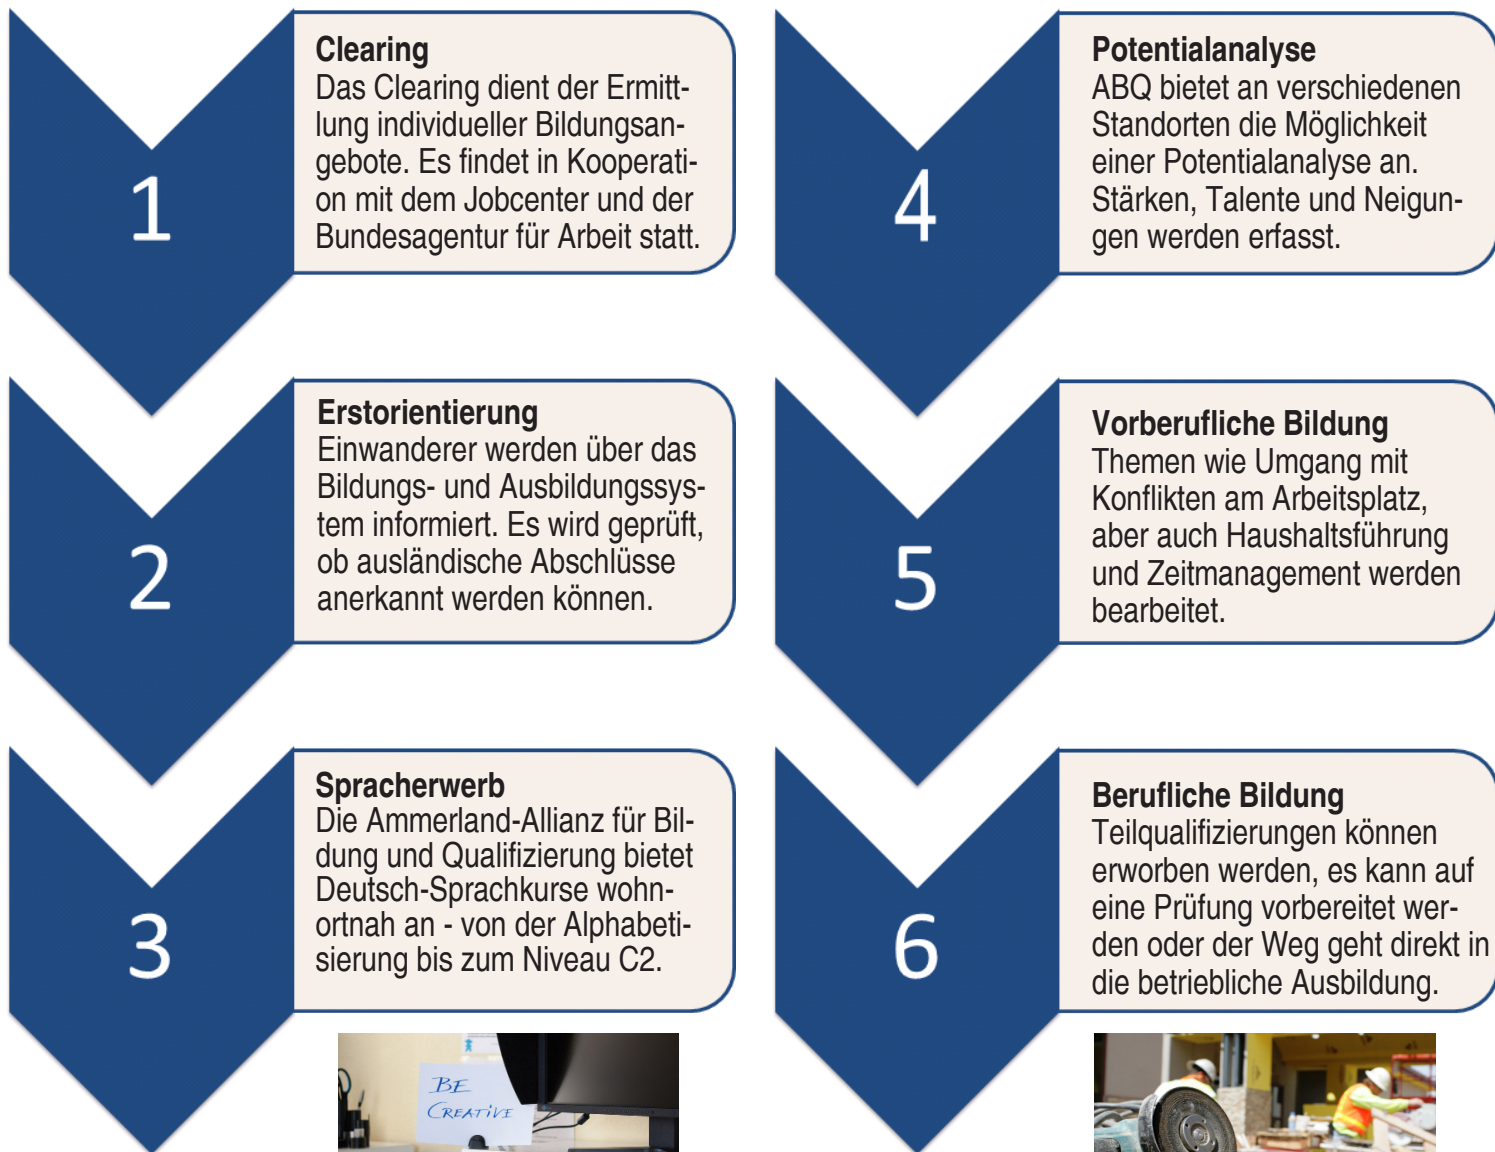 1
Clearing
Das Clearing dient der Ermitt-
lung individueller Bildungsan-
gebote. Es findet in Kooperati-
on mit dem Jobcenter und der
Bundesagentur für Arbeit statt.
2
Erstorientierung
Einwanderer werden über das
Bildungs- und Ausbildungssys-
tem informiert. Es wird geprüft,
ob ausländische Abschlüsse
anerkannt werden können.
3
Spracherwerb
Die Ammerland-Allianz für Bil-
dung und Qualifizierung bietet
Deutsch-Sprachkurse wohn-
ortnah an - von der Alphabeti-
sierung bis zum Niveau C2.
BE
CREATIVE
4
Potentialanalyse
ABQ bietet an verschiedenen
Standorten die Möglichkeit
einer Potentialanalyse an.
Stärken, Talente und Neigun-
gen werden erfasst.
5
Vorberufliche Bildung
Themen wie Umgang mit
Konflikten am Arbeitsplatz,
aber auch Haushaltsführung
und Zeitmanagement werden
bearbeitet.
6
Berufliche Bildung
Teilqualifizierungen können
erworben werden, es kann auf
eine Prüfung vorbereitet wer-
den oder der Weg geht direkt in
die betriebliche Ausbildung.